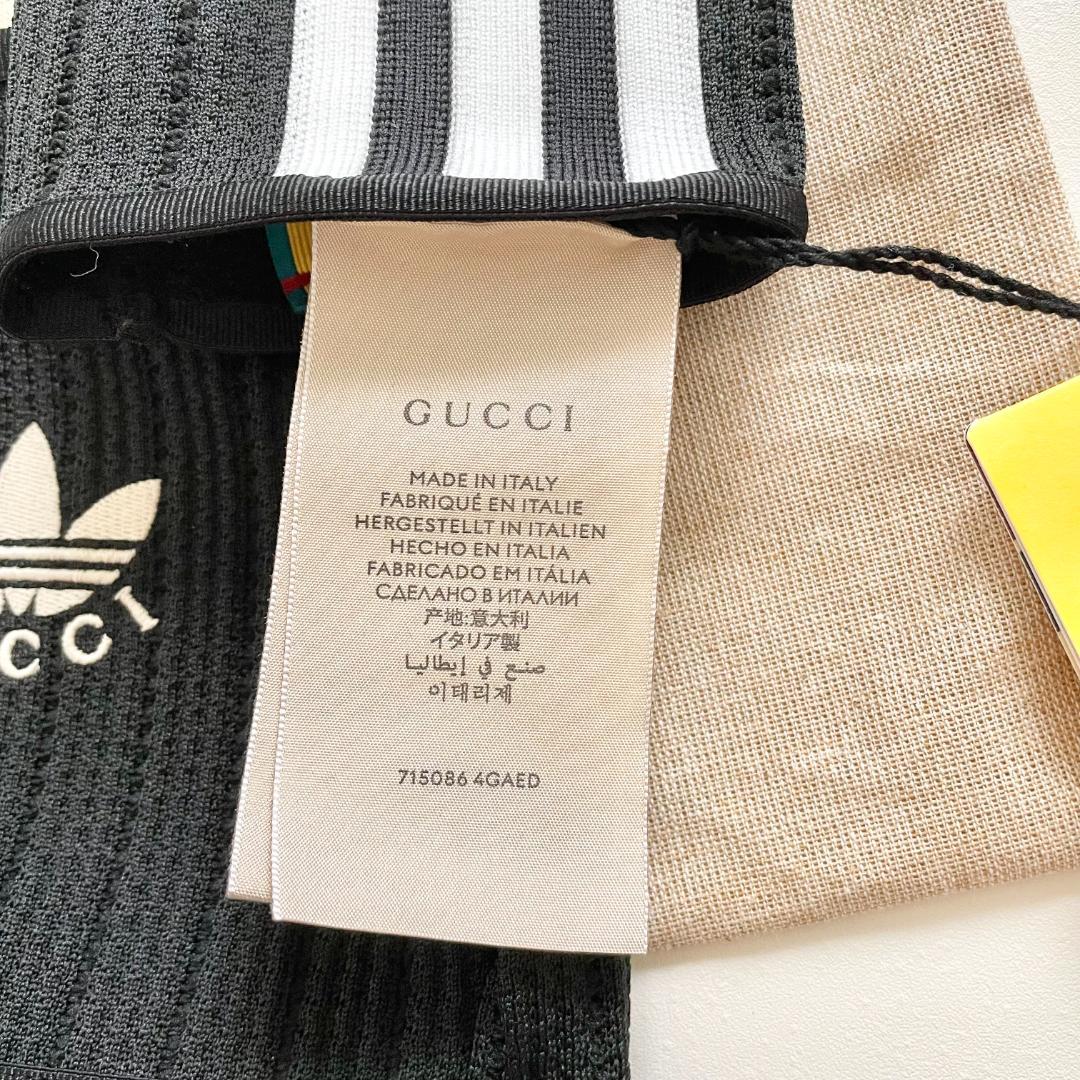 GUCCI
MADE IN ITALY
FABRIQUÉ EN ITALIE
HERGESTELLT IN ITALIEN
HECHO EN ITALIA
FABRICADO EM ITÁLIA
СДЕЛАНО В ИТАЛИИ
产地:意大利
イタリア製
صنع في إيطاليا
이태리제
715086 4GAED
CCI